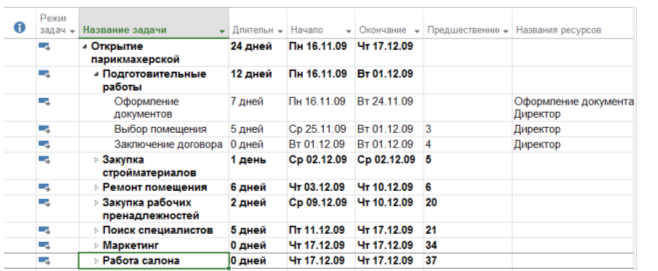 Режим
задач Название задачи Длительн Начало Окончание Предшественни Названия ресурсов
Открытие 24 дней Пн 16.11.09 Чт 17.12.09
парикмахерской
Подготовительные 12 дней Пн 16.11.09 Вт 01.12.09
работы
Оформление 7 дней Пн 16.11.09 Вт 24.11.09 Оформление документа
документов Директор
Выбор помещения 5 дней Ср 25.11.09 Вт 01.12.09 3 Директор
Заключение договора 0 дней Вт 01.12.09 Вт 01.12.09 4 Директор
Закупка 1 день Ср 02.12.09 Ср 02.12.09 5
стройматериалов
Ремонт помещения 6 дней Чт 03.12.09 Чт 10.12.09 6
Закупка рабочих 2 дней Ср 09.12.09 Чт 10.12.09 20
пренадлежностей
Поиск специалистов 5 дней Пт 11.12.09 Чт 17.12.09 21
Маркетинг 0 дней Чт 17.12.09 Чт 17.12.09 34
Работа салона 0 дней Чт 17.12.09 Чт 17.12.09 37